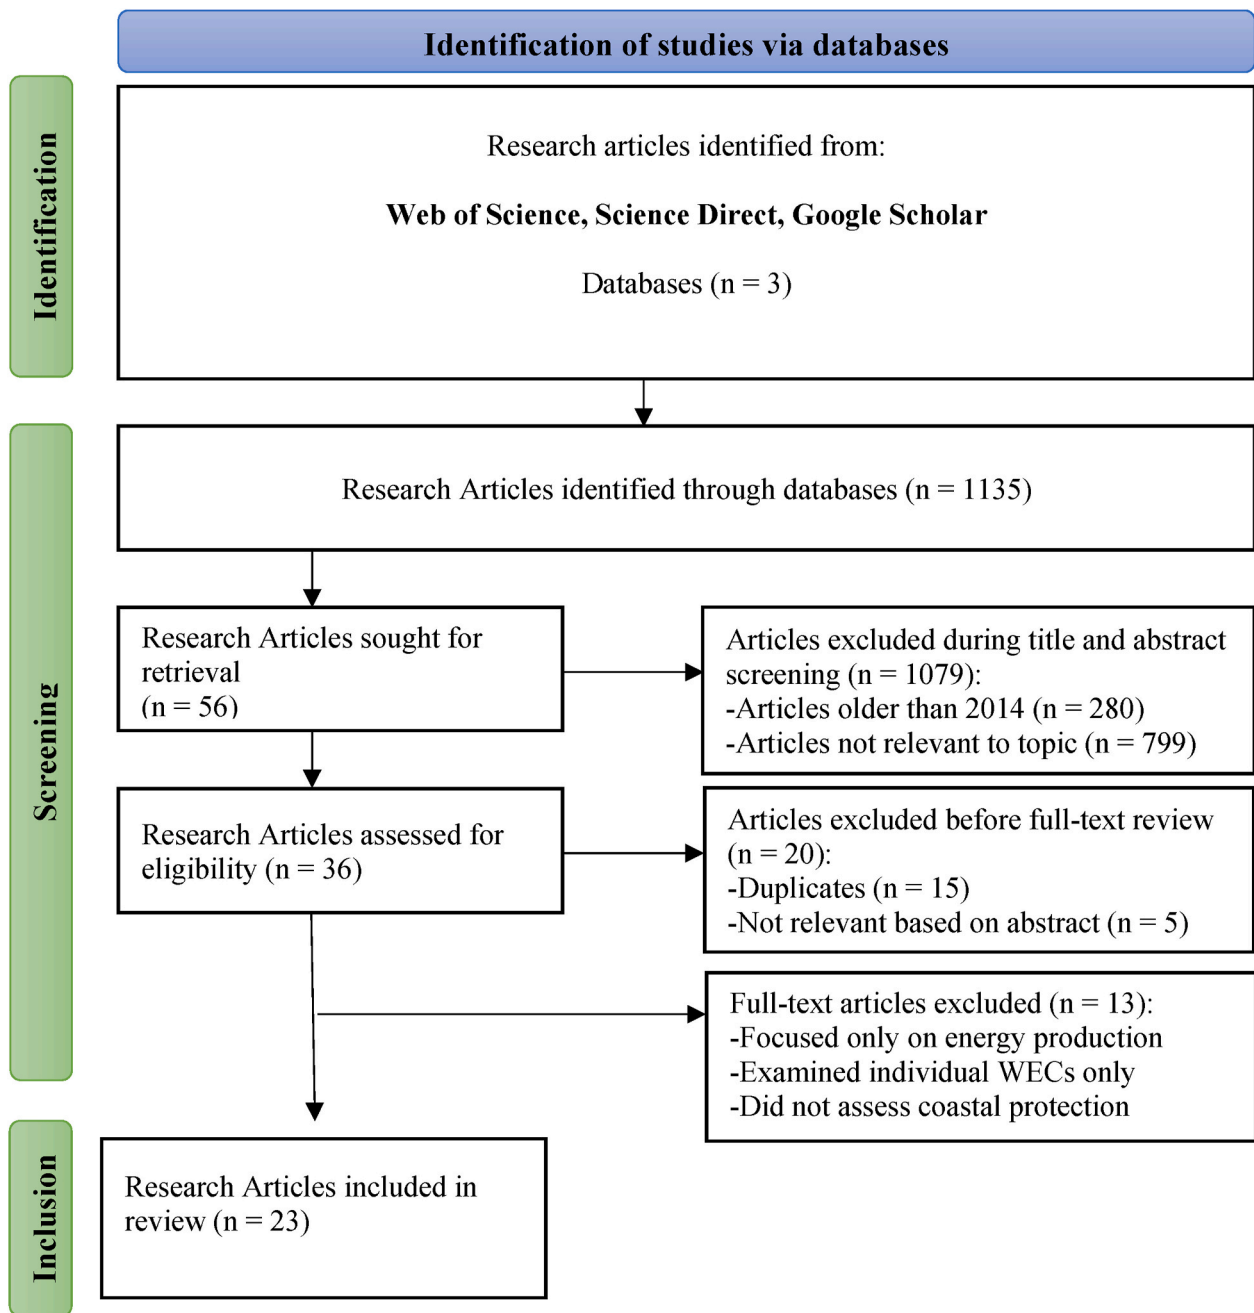 Identification of studies via databases
Identification
Research articles identified from:
Web of Science, Science Direct, Google Scholar
Databases (n = 3)
Screening
Research Articles identified through databases (n = 1135)
Research Articles sought for
retrieval
(n = 56)
Articles excluded during title and abstract
screening (n = 1079):
-Articles older than 2014 (n = 280)
-Articles not relevant to topic (n = 799)
Research Articles assessed for
eligibility (n = 36)
Articles excluded before full-text review
(n = 20):
-Duplicates (n = 15)
-Not relevant based on abstract (n = 5)
Full-text articles excluded (n = 13):
-Focused only on energy production
-Examined individual WECs only
-Did not assess coastal protection
Inclusion
Research Articles included in
review (n = 23)